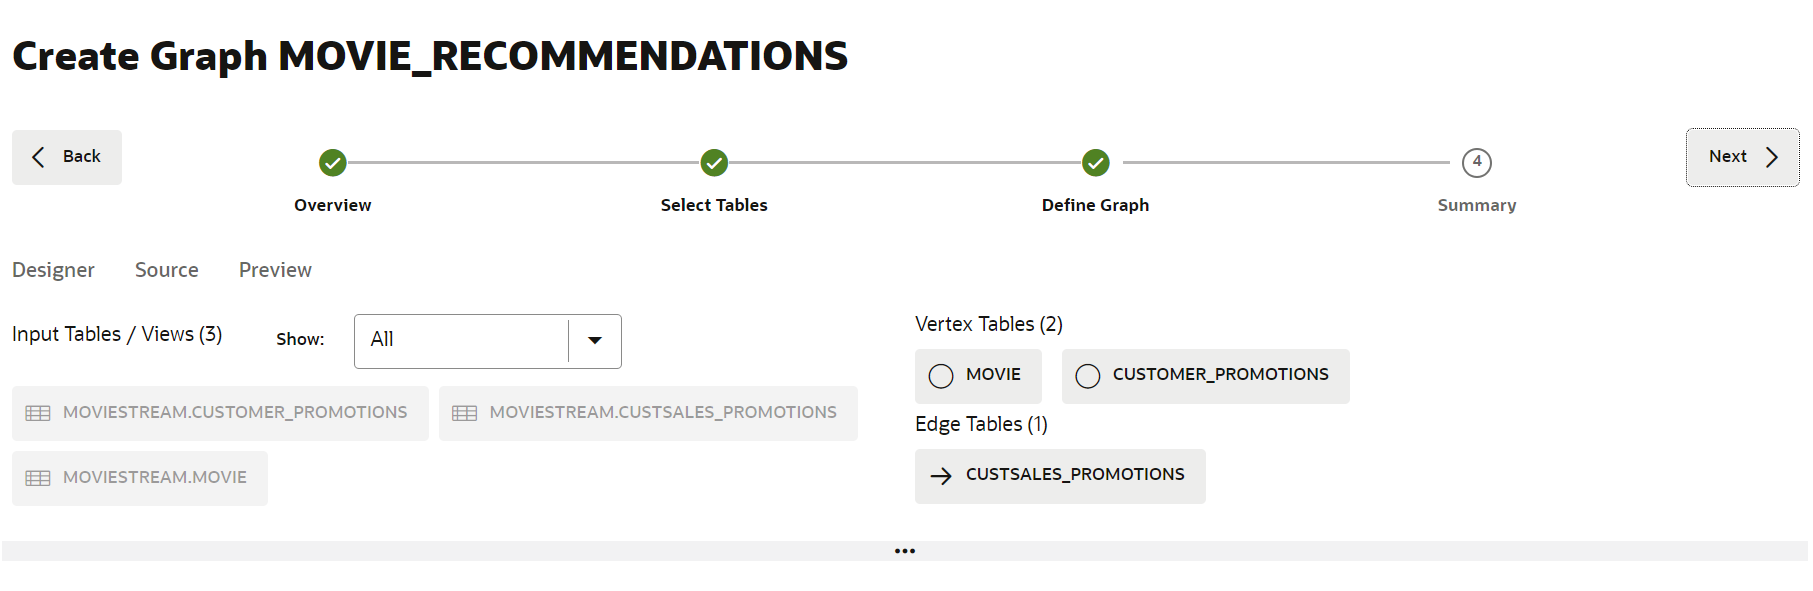 Create Graph MOVIE_RECOMMENDATIONS
Back
Next
4
Overview
Select Tables
Define Graph
Summary
Designer
Source
Preview
Input Tables / Views (3)
Show:
All
MOVIESTREAM.CUSTOMER_PROMOTIONS
MOVIESTREAM.CUSTSALES_PROMOTIONS
MOVIESTREAM.MOVIE
Vertex Tables (2)
MOVIE
CUSTOMER_PROMOTIONS
Edge Tables (1)
CUSTSALES_PROMOTIONS